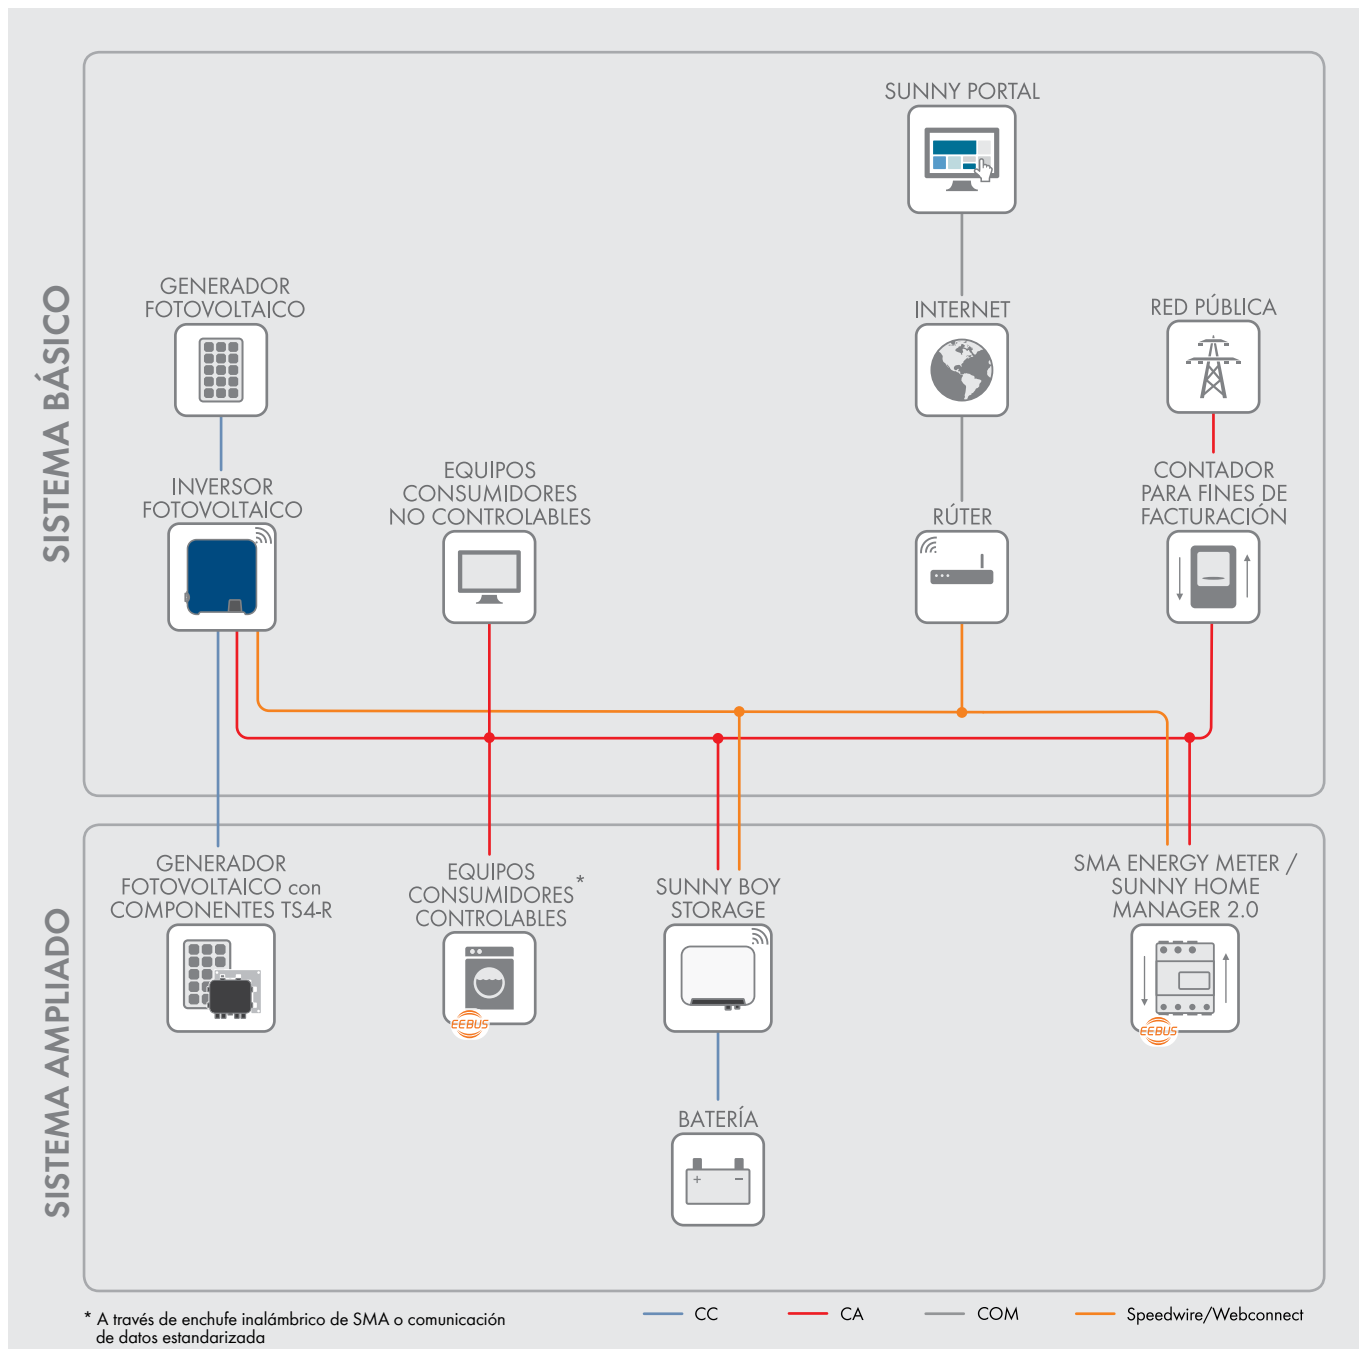 SISTEMA BÁSICO
SUNNY PORTAL
GENERADOR
FOTOVOLTAICO
INTERNET
RED PÚBLICA
INVERSOR
FOTOVOLTAICO
EQUIPOS
CONSUMIDORES
NO CONTROLABLES
RÚTER
CONTADOR
PARA FINES DE
FACTURACIÓN
SISTEMA AMPLIADO
GENERADOR
FOTOVOLTAICO con
COMPONENTES TS4-R
EQUIPOS
CONSUMIDORES*
CONTROLABLES
EEBUS
SUNNY BOY
STORAGE
SMA ENERGY METER /
SUNNY HOME
MANAGER 2.0
EEBUS
BATERÍA
+ −
* A través de enchufe inalámbrico de SMA o comunicación
de datos estandarizada
CC
CA
COM
Speedwire/Webconnect